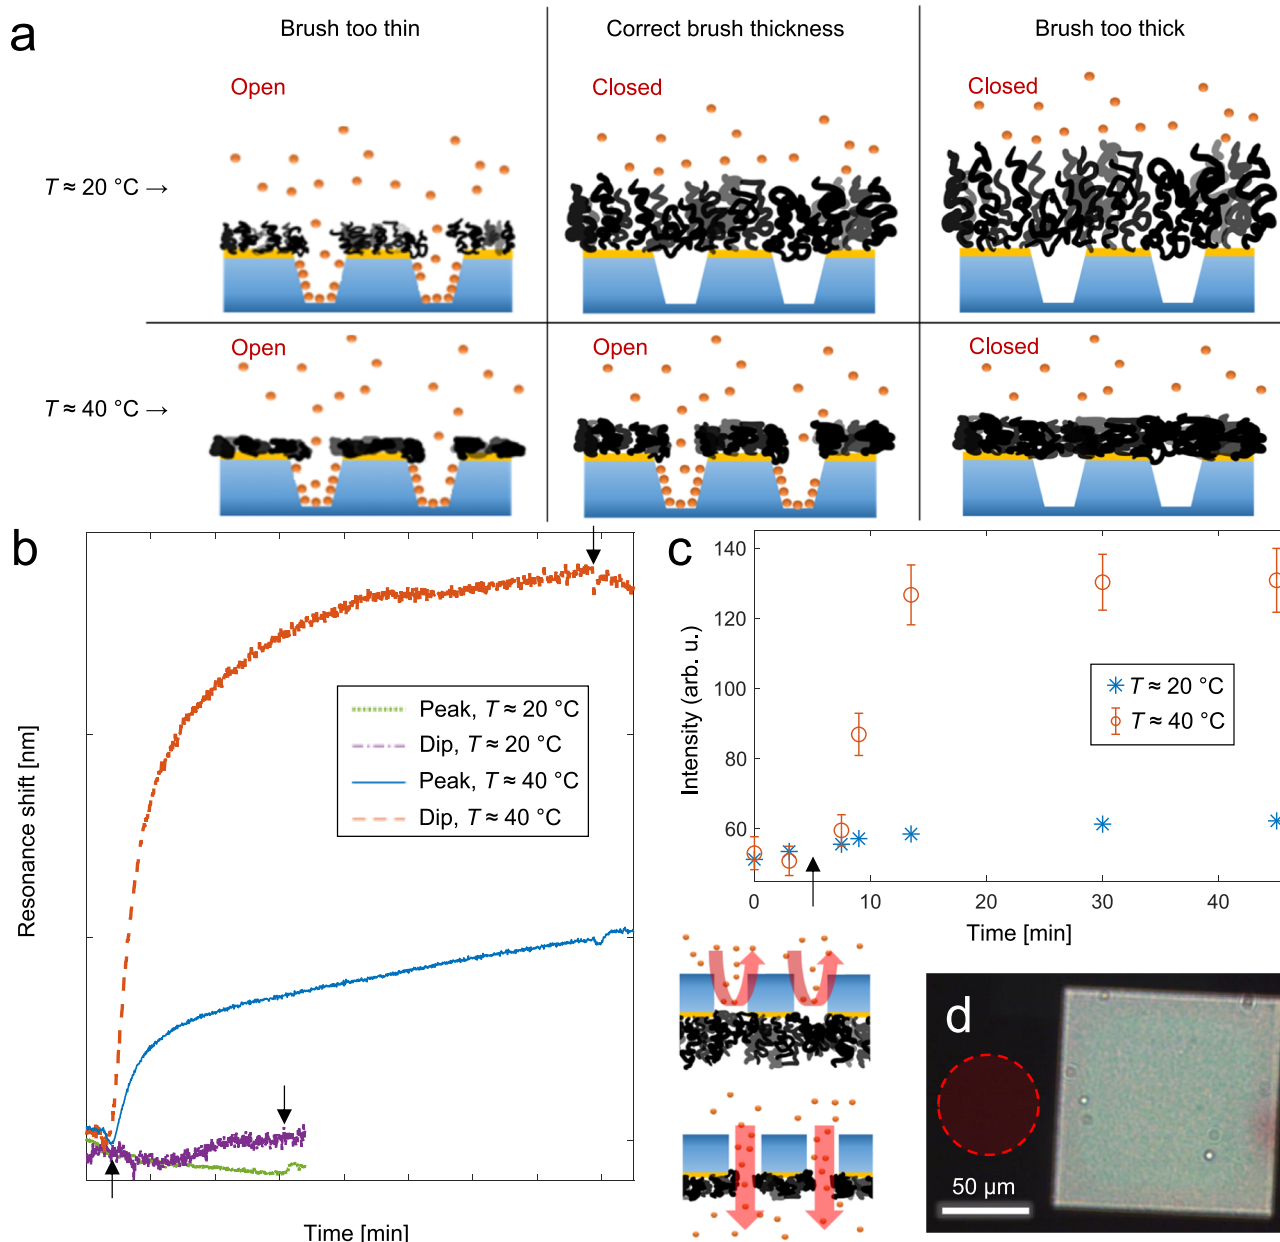 a
Brush too thin
Correct brush thickness
Brush too thick
Open
Closed
Closed
T ≈ 20 °C →
Open
Open
Closed
T ≈ 40 °C →
b
Resonance shift [nm]
Peak, T ≈ 20 °C
Dip, T ≈ 20 °C
Peak, T ≈ 40 °C
Dip, T ≈ 40 °C
Time [min]
c
Intensity (arb. u.)
140
120
100
80
60
T ≈ 20 °C
T ≈ 40 °C
0 10 20 30 40
Time [min]
d
50 μm